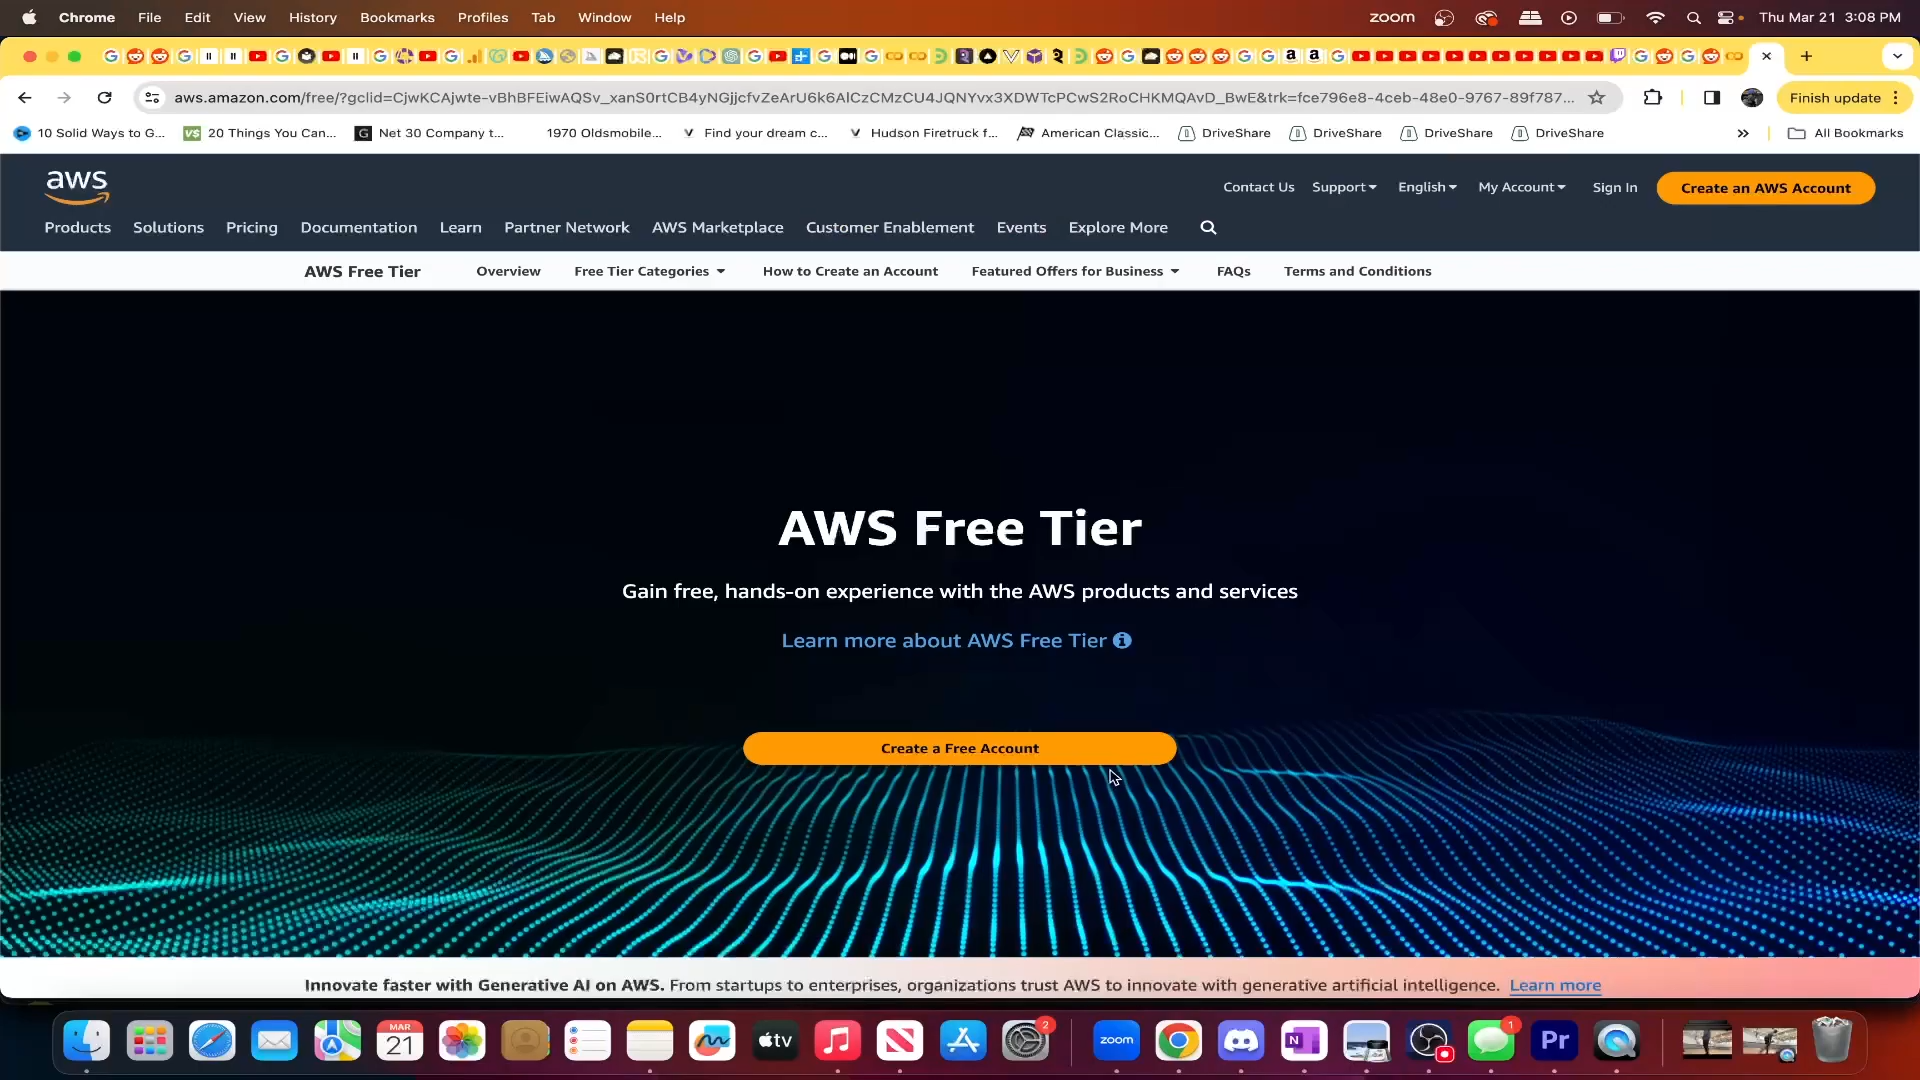 Chrome File Edit View History Bookmarks Profiles Tab Window Help zoom Thu Mar 21 3:08 PM
aws.amazon.com/free/?gclid=CjwKCAjwte-vBhBFEiwAQSv_xanS0rtCB4yNGjjcfvZeArU6k6AlCzCMzCU4JQNYvx3XDWTcPCwS2RoCHKMQAvD_BwE&trk=fce796e8-4ceb-48e0-9767-89f787... Finish update
10 Solid Ways to G... 20 Things You Can... Net 30 Company t... 1970 Oldsmobile... Find your dream c... Hudson Firetruck f... American Classic... DriveShare DriveShare DriveShare DriveShare All Bookmarks
aws
Contact Us Support English My Account Sign In Create an AWS Account
Products Solutions Pricing Documentation Learn Partner Network AWS Marketplace Customer Enablement Events Explore More
AWS Free Tier Overview Free Tier Categories How to Create an Account Featured Offers for Business FAQs Terms and Conditions
AWS Free Tier
Gain free, hands-on experience with the AWS products and services
Learn more about AWS Free Tier
Create a Free Account
Innovate faster with Generative AI on AWS. From startups to enterprises, organizations trust AWS to innovate with generative artificial intelligence. Learn more
MAR
21
tv
2
zoom
N
1
Pr